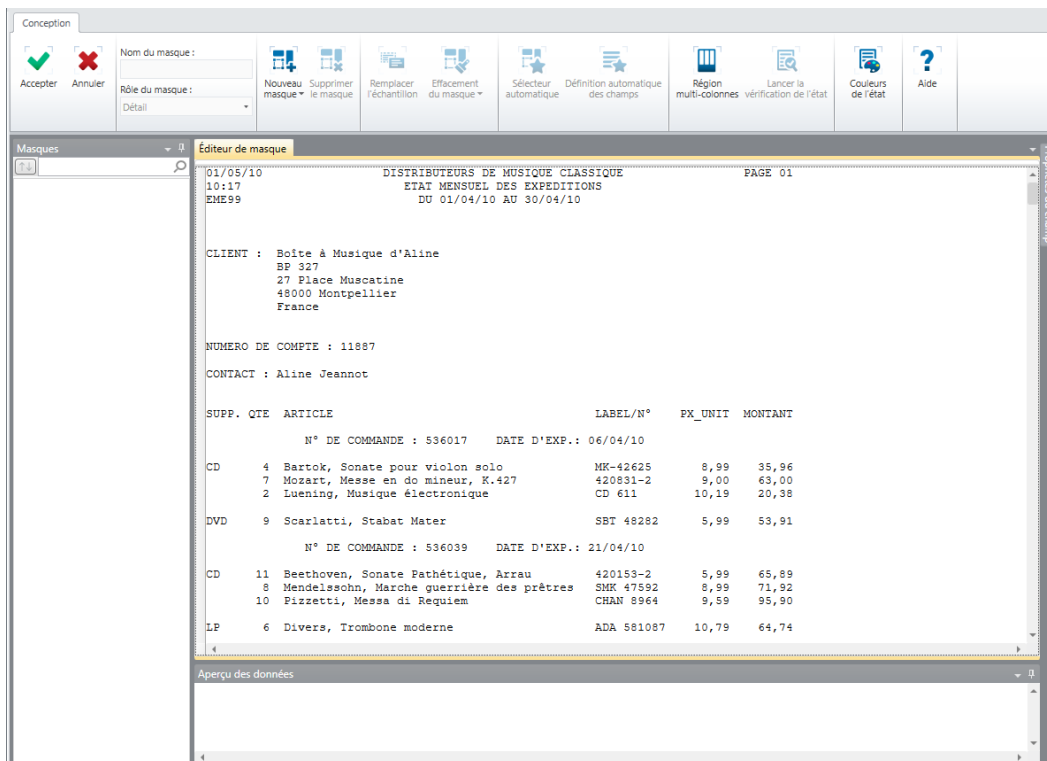 Conception
Nom du masque :
Rôle du masque :
Détail
Accepter
Annuler
Nouveau masque
Supprimer le masque
Remplacer l'échantillon
Effacement du masque
Sélecteur automatique
Définition automatique des champs
Région multi-colonnes
Lancer la vérification de l'état
Couleurs de l'état
Aide
Masques
Éditeur de masque
01/05/10 DISTRIBUTEURS DE MUSIQUE CLASSIQUE PAGE 01
10:17 ETAT MENSUEL DES EXPEDITIONS
EME99 DU 01/04/10 AU 30/04/10
CLIENT : Boîte à Musique d'Aline
BP 327
27 Place Muscatine
48000 Montpellier
France
NUMERO DE COMPTE : 11887
CONTACT : Aline Jeannot
SUPP. QTE ARTICLE LABEL/N° PX_UNIT MONTANT
N° DE COMMANDE : 536017 DATE D'EXP.: 06/04/10
CD 4 Bartok, Sonate pour violon solo MK-42625 8,99 35,96
7 Mozart, Messe en do mineur, K.427 420831-2 9,00 63,00
2 Luening, Musique électronique CD 611 10,19 20,38
DVD 9 Scarlatti, Stabat Mater SBT 48282 5,99 53,91
N° DE COMMANDE : 536039 DATE D'EXP.: 21/04/10
CD 11 Beethoven, Sonate Pathétique, Arrau 420153-2 5,99 65,89
8 Mendelssohn, Marche guerrière des prêtres SMK 47592 8,99 71,92
10 Pizzetti, Messa di Requiem CHAN 8964 9,59 95,90
LP 6 Divers, Trombone moderne ADA 581087 10,79 64,74
Aperçu des données